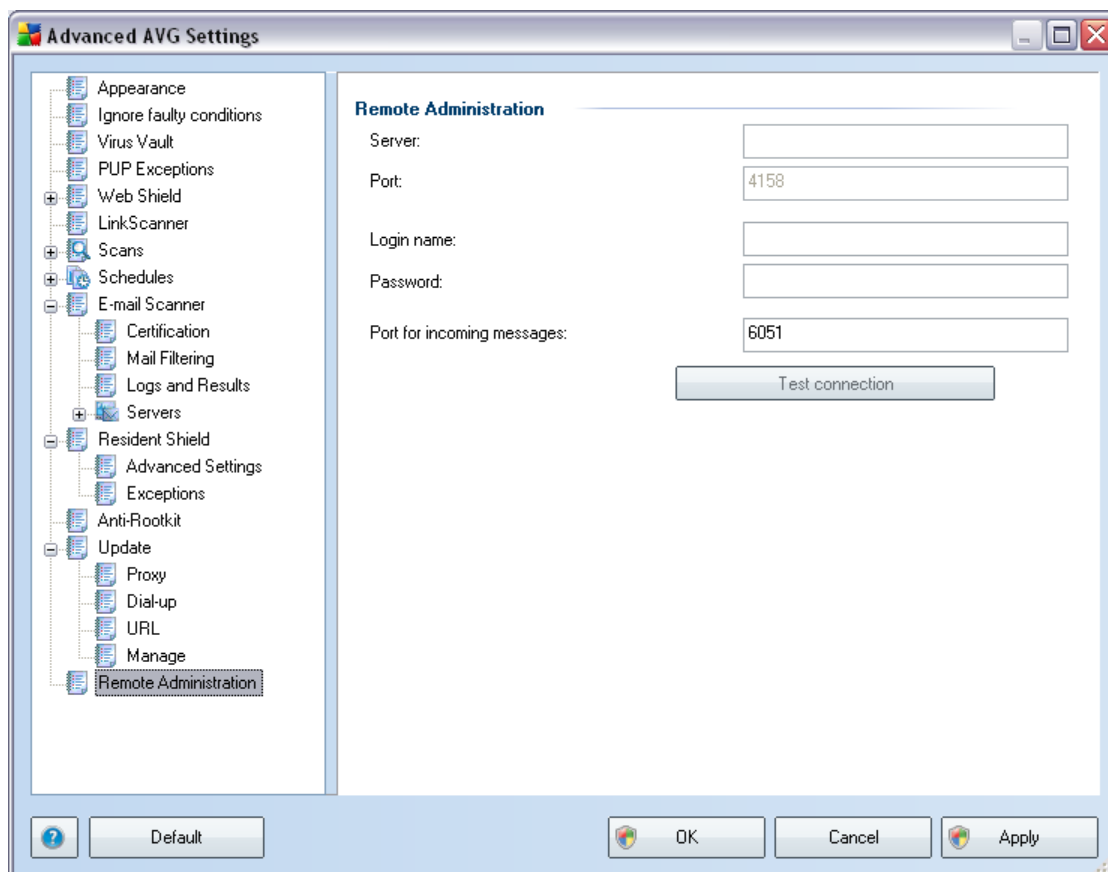 Advanced AVG Settings
Appearance
Ignore faulty conditions
Virus Vault
PUP Exceptions
Web Shield
LinkScanner
Scans
Schedules
E-mail Scanner
Certification
Mail Filtering
Logs and Results
Servers
Resident Shield
Advanced Settings
Exceptions
Anti-Rootkit
Update
Proxy
Dial-up
URL
Manage
Remote Administration
Remote Administration
Server:
Port: 4158
Login name:
Password:
Port for incoming messages: 6051
Test connection
Default OK Cancel Apply